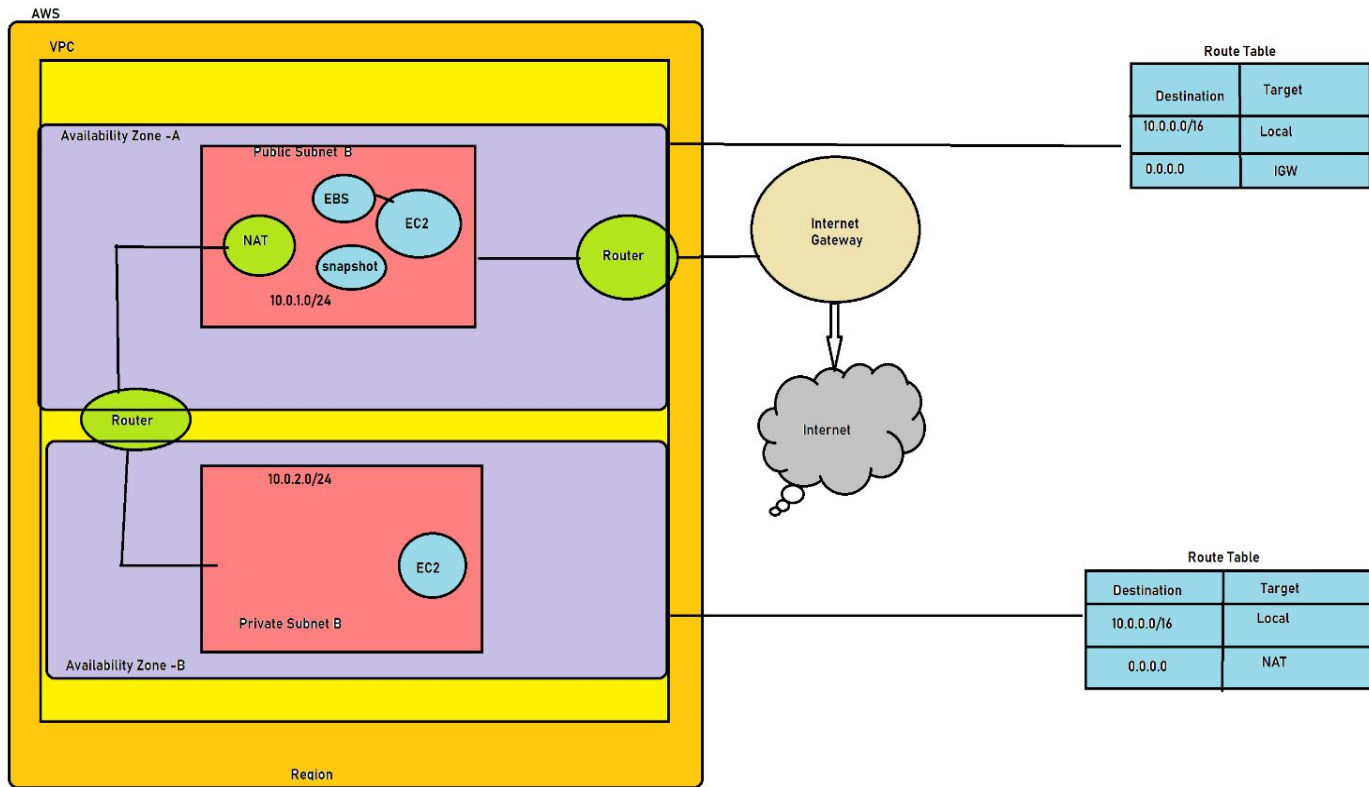 AWS
VPC
Availability Zone -A
Public Subnet B
EBS
EC2
NAT
snapshot
10.0.1.0/24
Router
Internet
Gateway
Internet
Router
10.0.2.0/24
EC2
Private Subnet B
Availability Zone -B
Region
Route Table
Destination Target
10.0.0.0/16 Local
0.0.0.0 IGW
Route Table
Destination Target
10.0.0.0/16 Local
0.0.0.0 NAT